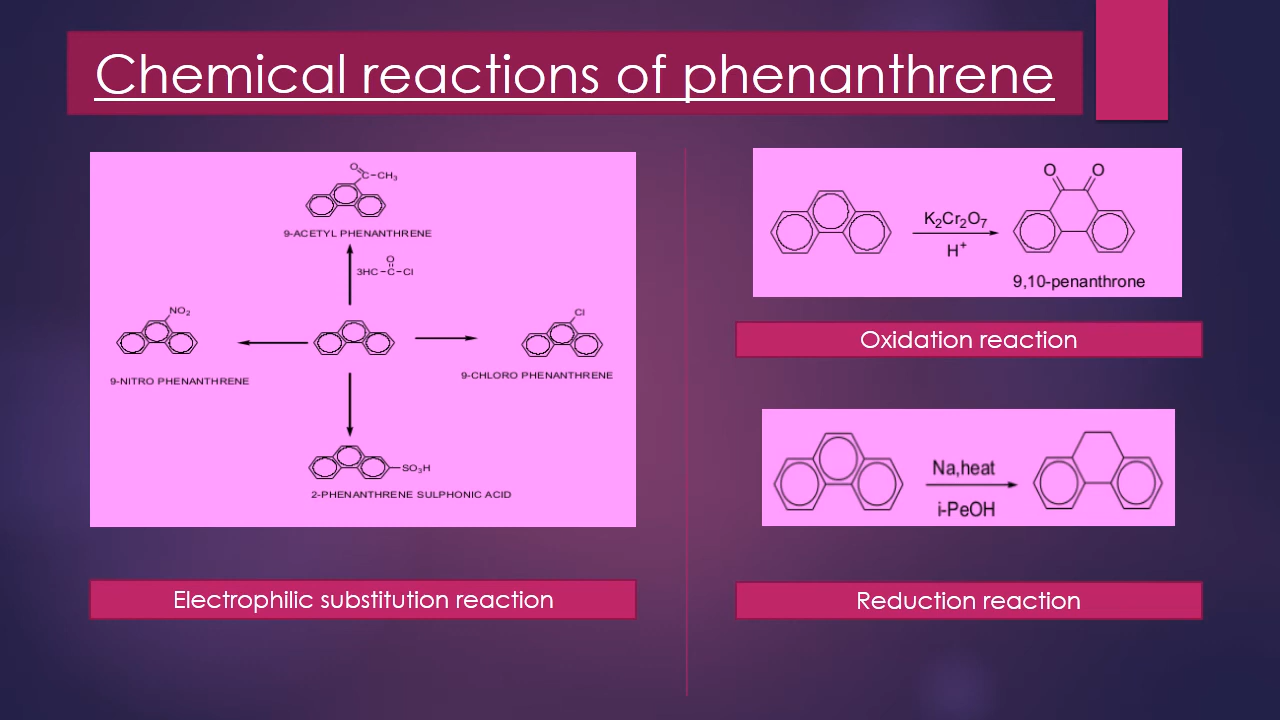 Chemical reactions of phenanthrene
O
C-CH₃
9-ACETYL PHENANTHRENE
O
3HC-C-Cl
NO₂
9-NITRO PHENANTHRENE
Cl
9-CHLORO PHENANTHRENE
SO₃H
2-PHENANTHRENE SULPHONIC ACID
Electrophilic substitution reaction
O O
K₂Cr₂O₇
H⁺
9,10-penanthrone
Oxidation reaction
Na,heat
i-PeOH
Reduction reaction